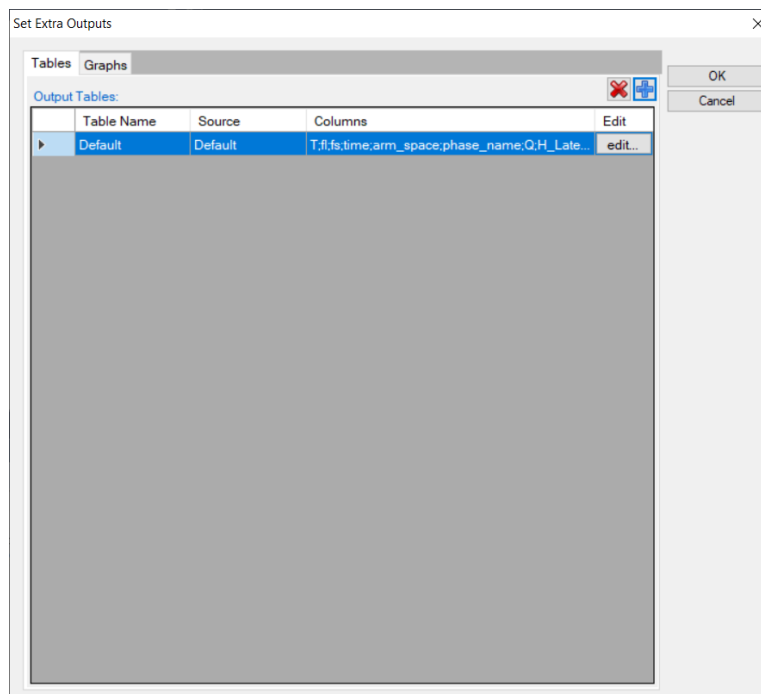 Set Extra Outputs
Tables Graphs
OK
Cancel
Output Tables:
Table Name Source Columns Edit
Default Default T;fl;fs;time;arm_space;phase_name;Q;H_Late... edit...